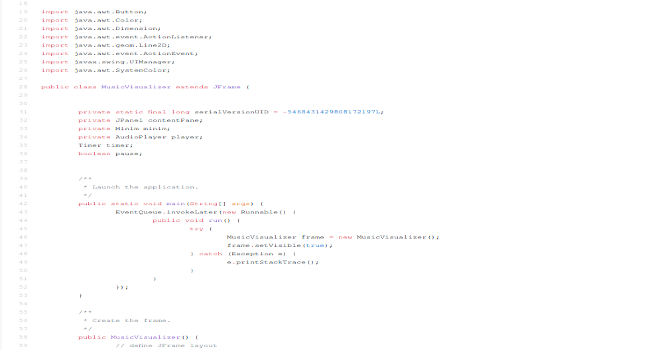 18
19 import java.awt.Button;
20 import java.awt.Color;
21 import java.awt.Dimension;
22 import java.awt.event.ActionListener;
23 import java.awt.geom.Line2D;
24 import java.awt.event.ActionEvent;
25 import javax.swing.UIManager;
26 import java.awt.SystemColor;
27
28 public class MusicVisualizer extends JFrame {
29
30
31 private static final long serialVersionUID = -5468431429808172197L;
32 private JPanel contentPane;
33 private Minim minim;
34 private AudioPlayer player;
35 Timer timer;
36 boolean pause;
37
38
39 /**
40 * Launch the application.
41 */
42 public static void main(String[] args) {
43 EventQueue.invokeLater(new Runnable() {
44 public void run() {
45 try {
46 MusicVisualizer frame = new MusicVisualizer();
47 frame.setVisible(true);
48 } catch (Exception e) {
49 e.printStackTrace();
50 }
51 }
52 });
53 }
54
55 /**
56 * Create the frame.
57 */
58 public MusicVisualizer() {
59 // define JFrame layout